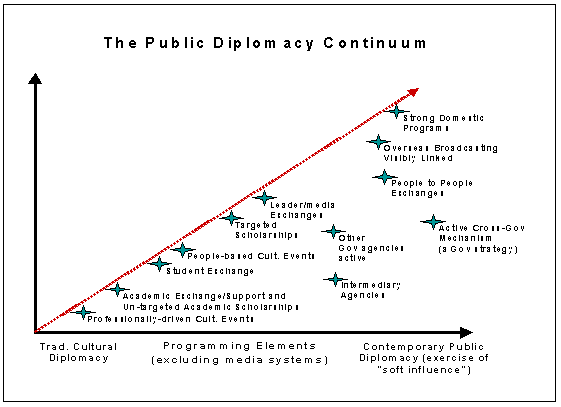 The Public Diplomacy Continuum
Strong Domestic
Programs
Overseas Broadcasting
Visibly Linked
People to People
Exchanges
Leader/media
Exchanges
Targeted
Scholarships
Active Cross-Gov
Mechanism
(a Gov strategy)
Other
Gov agencies
active
People-based Cult. Events
Student Exchange
Intermediary
Agencies
Academic Exchange/Support and
Un-targeted Academic Scholarships
Professionally-driven Cult. Events
Trad. Cultural
Diplomacy
Programming Elements
(excluding media systems)
Contemporary Public
Diplomacy (exercise of
"soft influence")